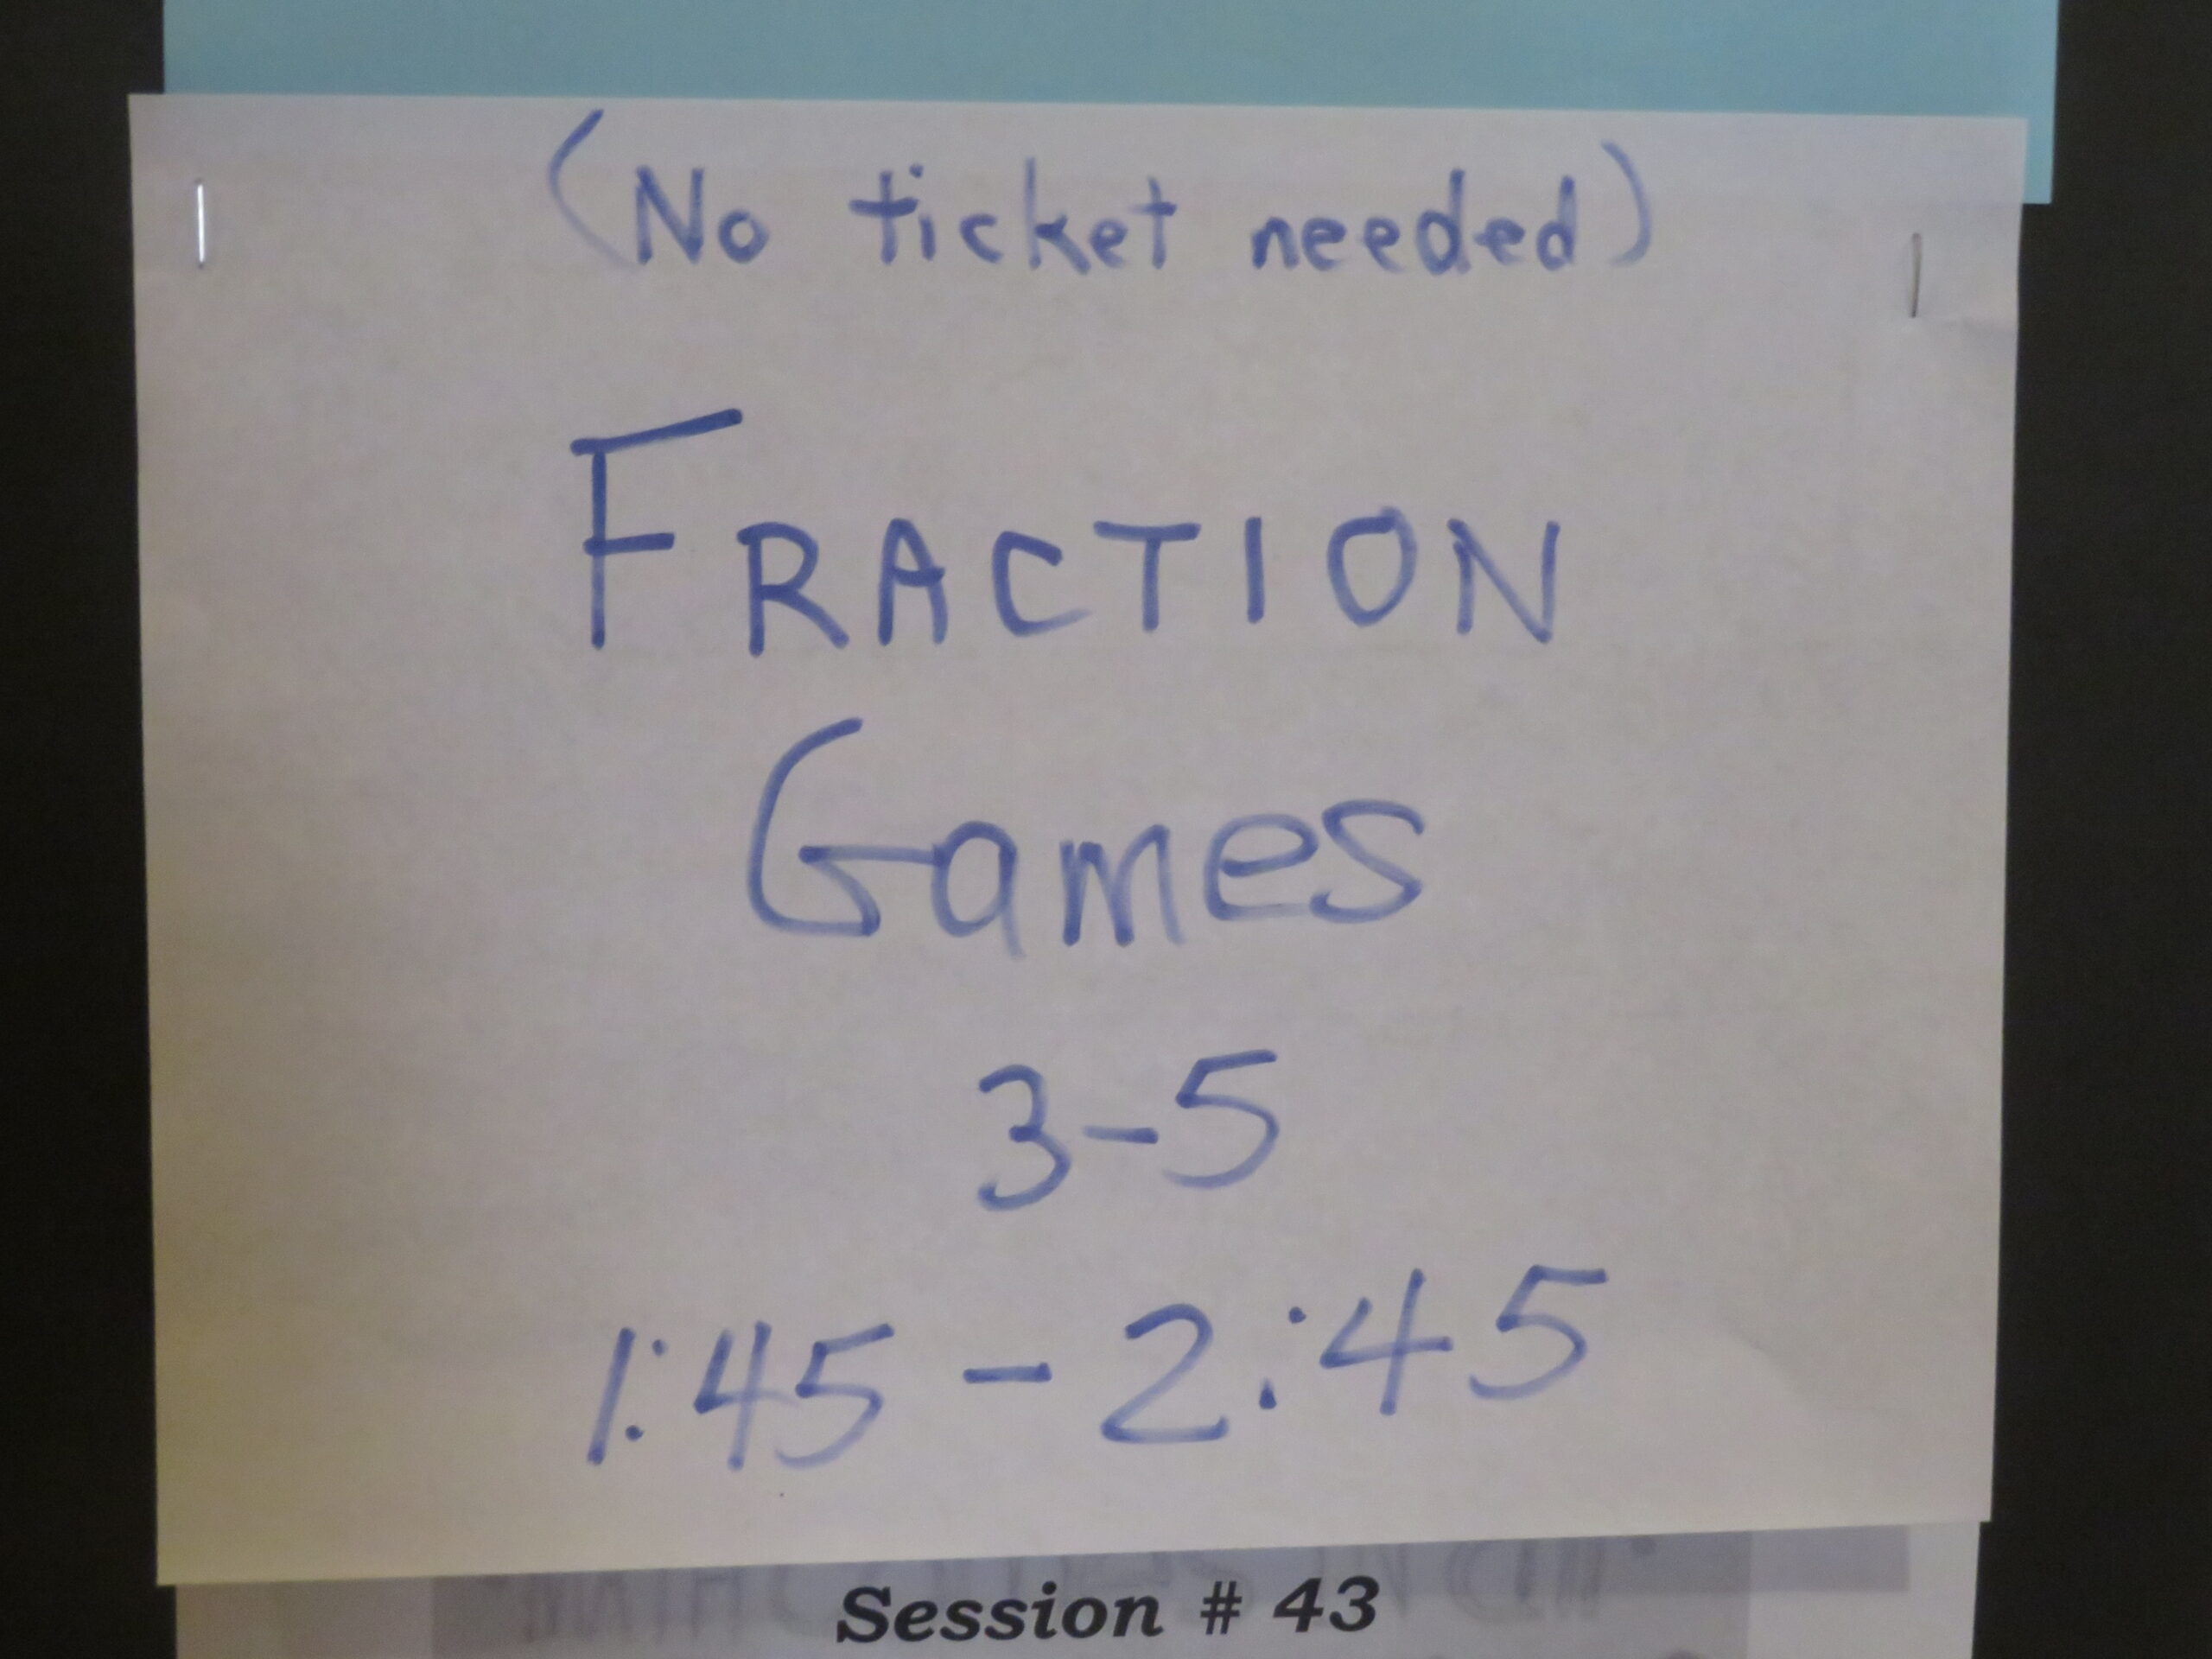 (No ticket needed)
FRACTION
Games
3-5
1:45 - 2:45
Session # 43